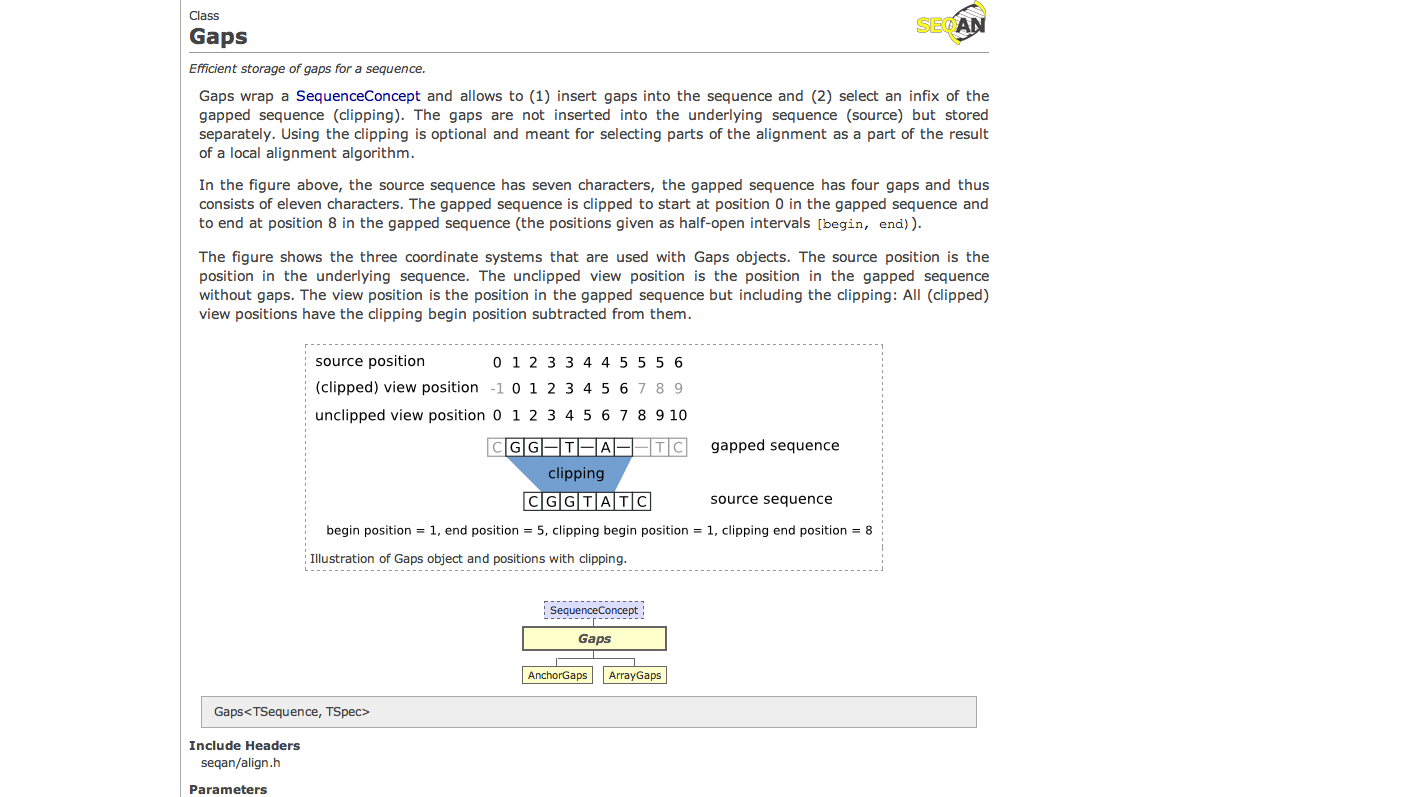 Class
SEQAN
Gaps
Efficient storage of gaps for a sequence.
Gaps wrap a SequenceConcept and allows to (1) insert gaps into the sequence and (2) select an infix of the
gapped sequence (clipping). The gaps are not inserted into the underlying sequence (source) but stored
separately. Using the clipping is optional and meant for selecting parts of the alignment as a part of the result
of a local alignment algorithm.
In the figure above, the source sequence has seven characters, the gapped sequence has four gaps and thus
consists of eleven characters. The gapped sequence is clipped to start at position 0 in the gapped sequence and
to end at position 8 in the gapped sequence (the positions given as half-open intervals [begin, end)).
The figure shows the three coordinate systems that are used with Gaps objects. The source position is the
position in the underlying sequence. The unclipped view position is the position in the gapped sequence
without gaps. The view position is the position in the gapped sequence but including the clipping: All (clipped)
view positions have the clipping begin position subtracted from them.
source position 0 1 2 3 3 4 4 5 5 5 6
(clipped) view position -1 0 1 2 3 4 5 6 7 8 9
unclipped view position 0 1 2 3 4 5 6 7 8 9 10
C G G — T — A — — T C gapped sequence
clipping
C G G T A T C source sequence
begin position = 1, end position = 5, clipping begin position = 1, clipping end position = 8
Illustration of Gaps object and positions with clipping.
SequenceConcept
Gaps
AnchorGaps ArrayGaps
Gaps<TSequence, TSpec>
Include Headers
seqan/align.h
Parameters